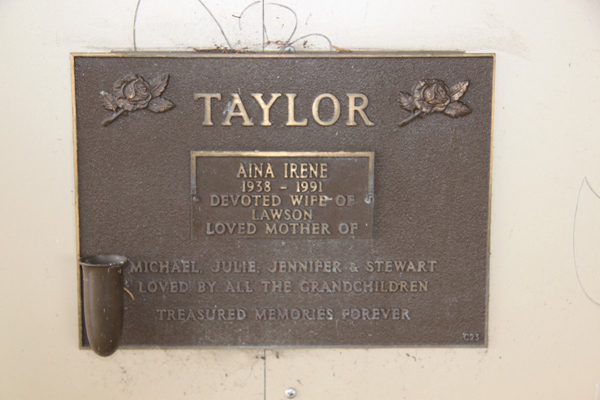 TAYLOR
AINA IRENE
1938 - 1991
DEVOTED WIFE OF
LAWSON
LOVED MOTHER OF
MICHAEL, JULIE, JENNIFER & STEWART
LOVED BY ALL THE GRANDCHILDREN
TREASURED MEMORIES FOREVER